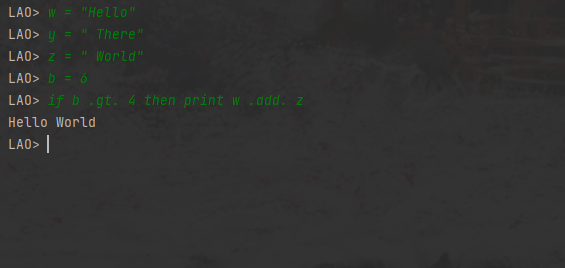 LAO> w = "Hello"
LAO> y = " There"
LAO> z = " World"
LAO> b = 6
LAO> if b .gt. 4 then print w .add. z
Hello World
LAO>